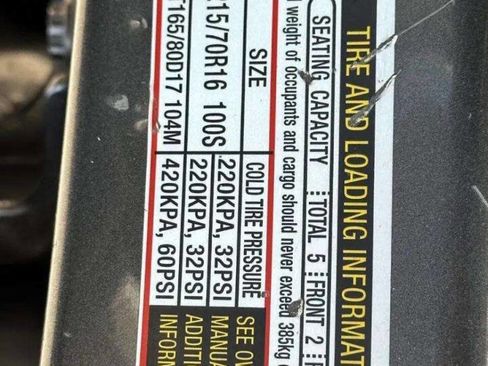 TIRE AND LOADING INFORMAT
SEATING CAPACITY TOTAL 5 FRONT 2
weight of occupants and cargo should never exceed 385kg
SIZE COLD TIRE PRESSURE SEE OW
15/70R16 100S 220KPA, 32PSI MANUA
220KPA, 32PSI ADDITI
T165/80D17 104M 420KPA, 60PSI INFORM